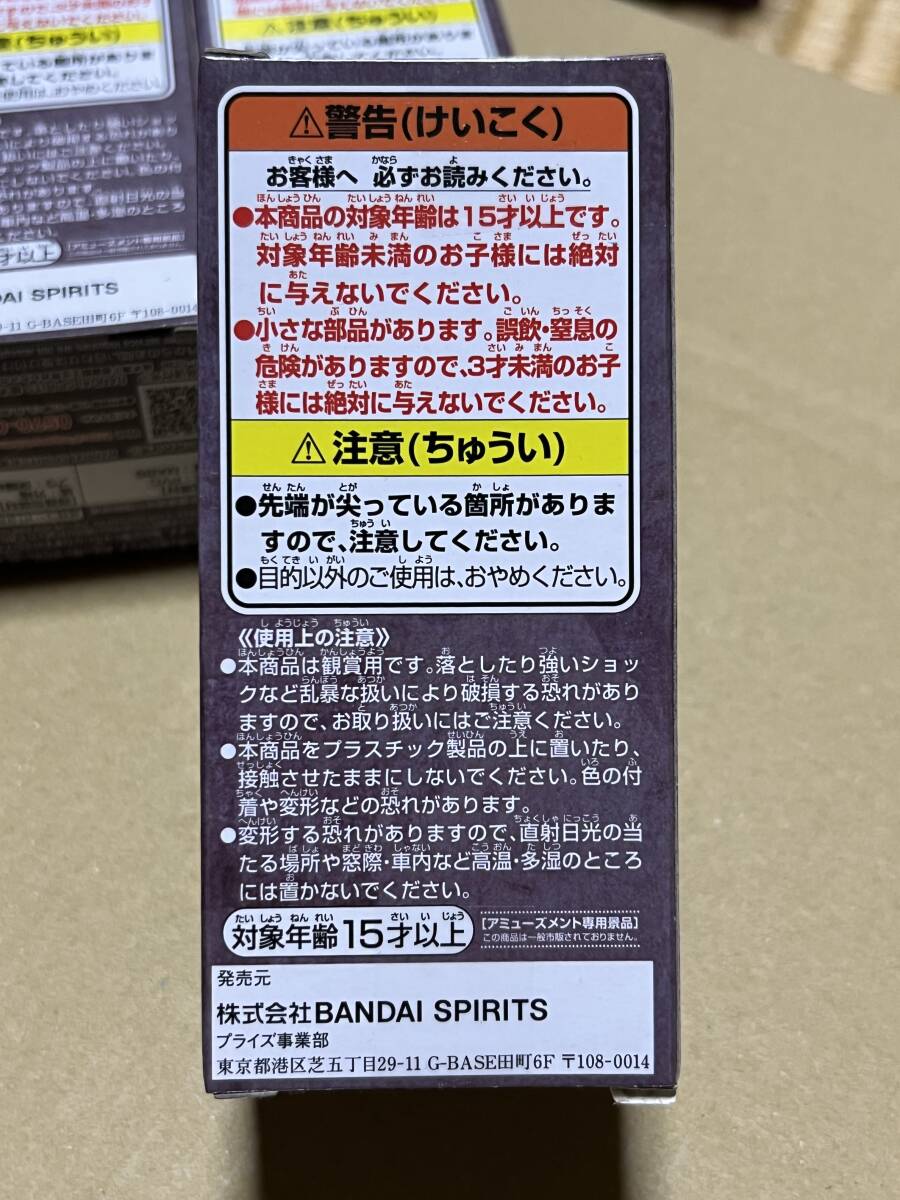 ⚠警告(けいこく)
お客様へ 必ずお読みください。
●本商品の対象年齢は15才以上です。
対象年齢未満のお子様には絶対
に与えないでください。
●小さな部品があります。誤飲・窒息の
危険がありますので、3才未満のお子
様には絶対に与えないでください。
⚠注意(ちゅうい)
●先端が尖っている箇所がありま
すので、注意してください。
●目的以外のご使用は、おやめください。
《使用上の注意》
●本商品は観賞用です。落としたり強いショッ
クなど乱暴な扱いにより破損する恐れがあり
ますので、お取り扱いにはご注意ください。
●本商品をプラスチック製品の上に置いたり、
接触させたままにしないでください。色の付
着や変形などの恐れがあります。
●変形する恐れがありますので、直射日光の当
たる場所や窓際・車内など高温・多湿のところ
には置かないでください。
対象年齢15才以上
[アミューズメント専用景品]
この商品は一般市販されておりません。
発売元
株式会社BANDAI SPIRITS
プライズ事業部
東京都港区芝五丁目29-11 G-BASE田町6F 〒108-0014
DAI SPIRITS
29-11 G-BASE田町6F 〒108-0014